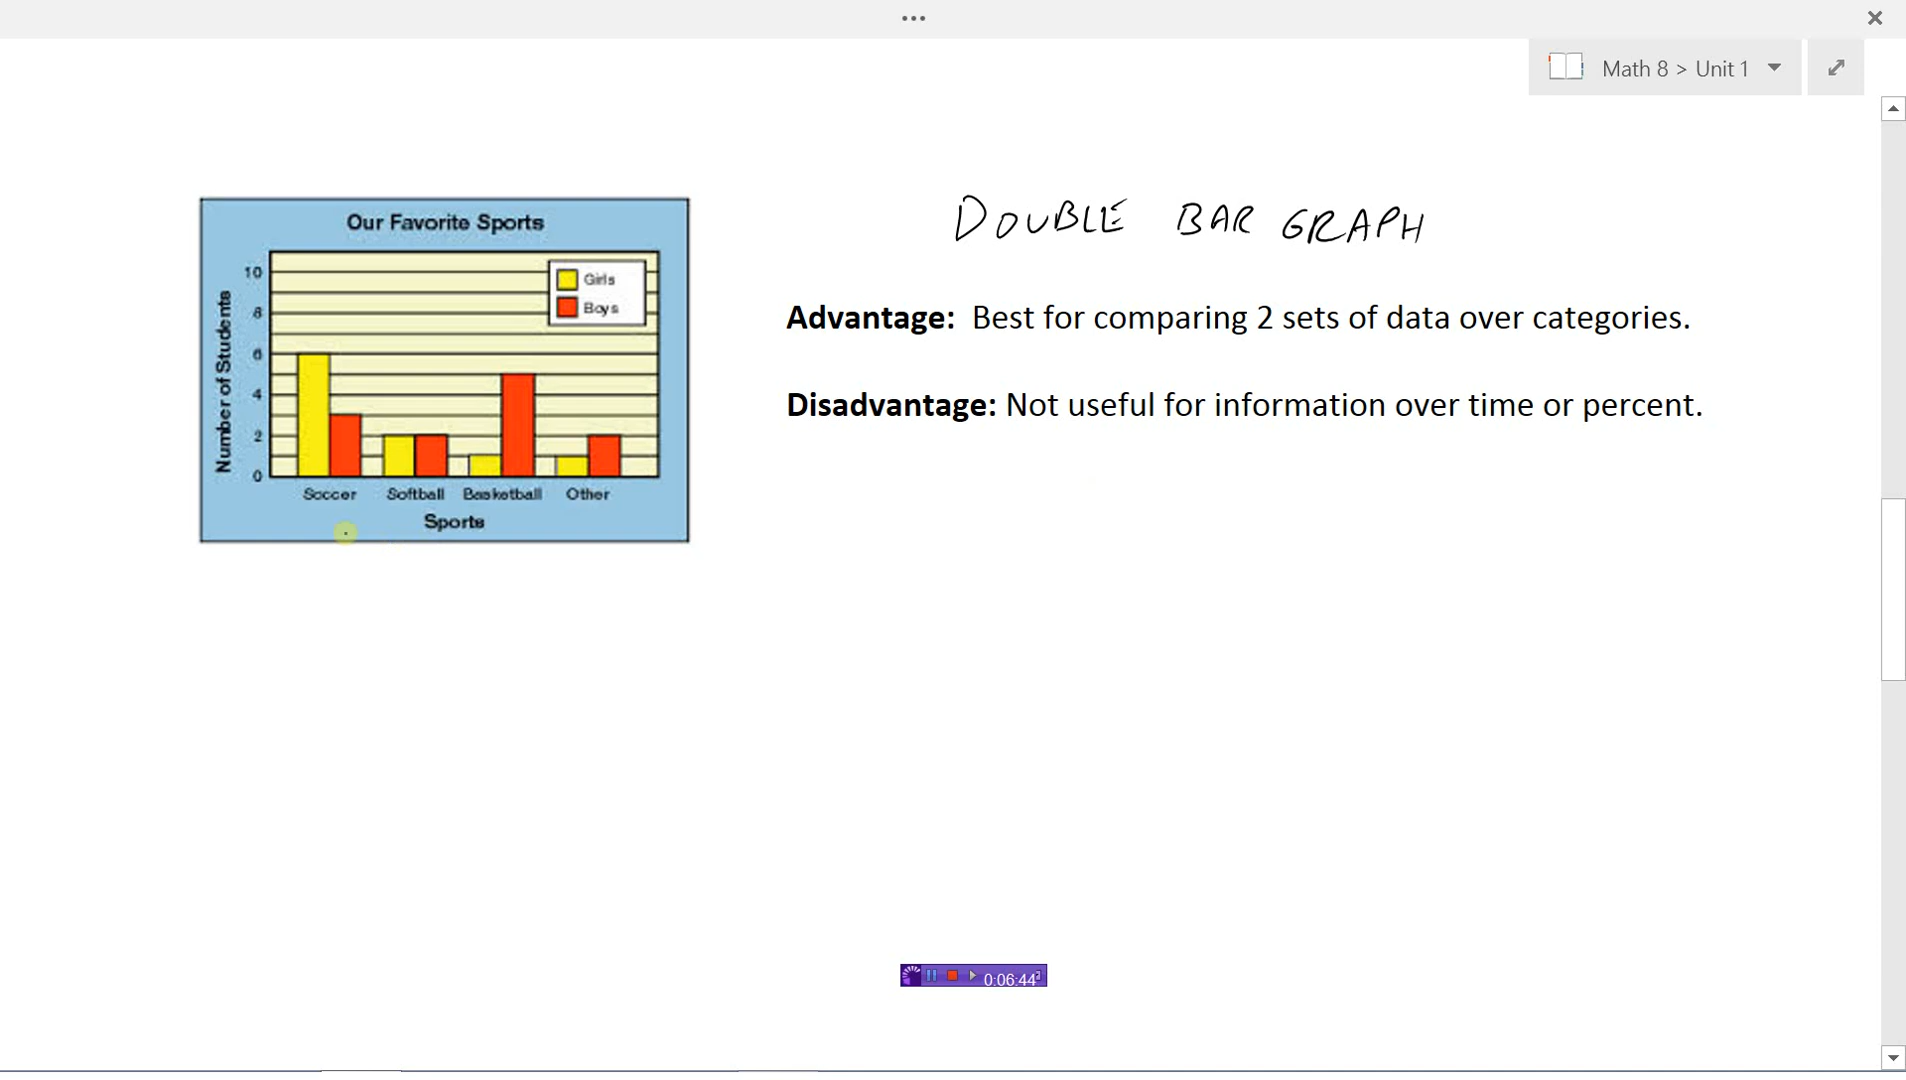 Math 8 > Unit 1
Our Favorite Sports
DOUBLE BAR GRAPH
Girls
Boys
10
8
6
4
2
0
Number of Students
Soccer Softball Basketball Other
Sports
Advantage: Best for comparing 2 sets of data over categories.
Disadvantage: Not useful for information over time or percent.
0:06:44